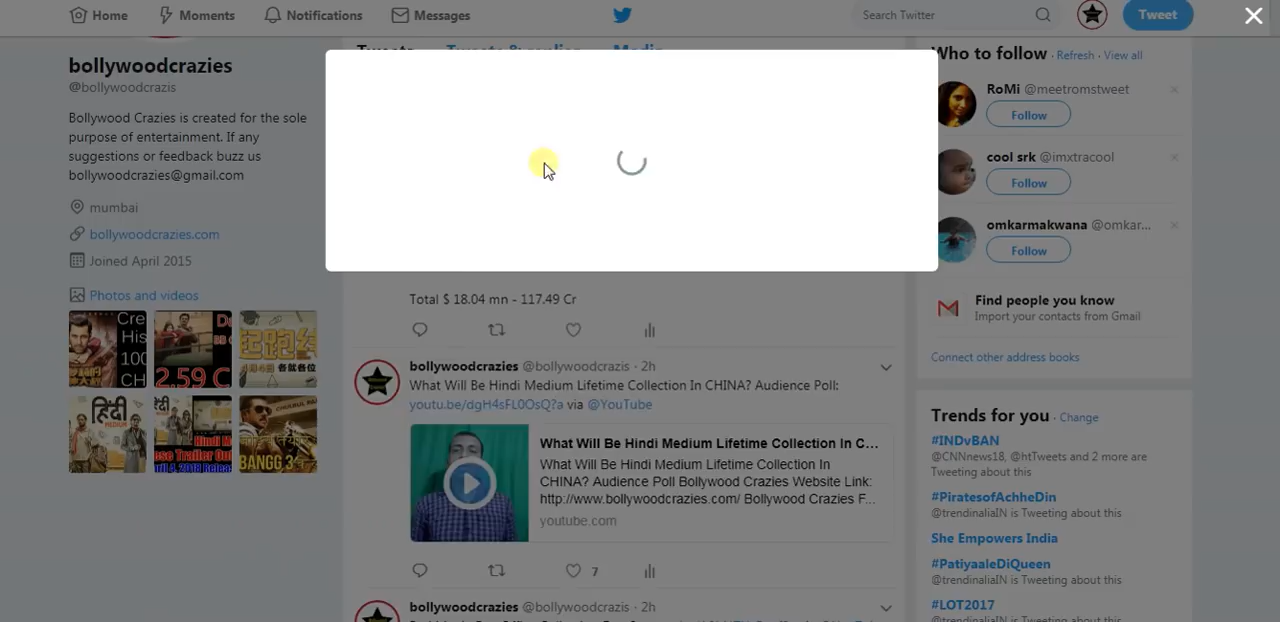 Home
Moments
Notifications
Messages
Search Twitter
Tweet
bollywoodcrazies
@bollywoodcrazis
Bollywood Crazies is created for the sole
purpose of entertainment. If any
suggestions or feedback buzz us
bollywoodcrazies@gmail.com
mumbai
bollywoodcrazies.com
Joined April 2015
Photos and videos
2.59 C
हिंदी
MEDIUM
Total $ 18.04 mn - 117.49 Cr
bollywoodcrazies @bollywoodcrazis · 2h
What Will Be Hindi Medium Lifetime Collection In CHINA? Audience Poll:
youtu.be/dgH4sFL0OsQ?a via @YouTube
What Will Be Hindi Medium Lifetime Collection In C...
What Will Be Hindi Medium Lifetime Collection In
CHINA? Audience Poll Bollywood Crazies Website Link:
http://www.bollywoodcrazies.com/ Bollywood Crazies F...
youtube.com
7
bollywoodcrazies @bollywoodcrazis · 2h
Who to follow · Refresh · View all
RoMi @meetromstweet
Follow
cool srk @imxtracool
Follow
omkarmakwana @omkar...
Follow
Find people you know
Import your contacts from Gmail
Connect other address books
Trends for you · Change
#INDvBAN
@CNNnews18, @htTweets and 2 more are
Tweeting about this
#PiratesofAchheDin
@trendinaliaIN is Tweeting about this
She Empowers India
#PatiyaaleDiQueen
@trendinaliaIN is Tweeting about this
#LOT2017